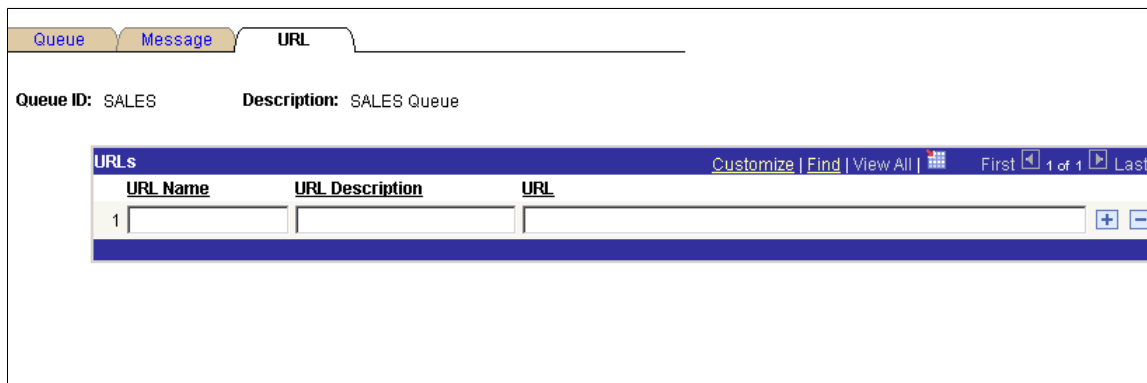 Queue Message URL
Queue ID: SALES Description: SALES Queue
URLs Customize | Find | View All | First 1 of 1 Last
URL Name URL Description URL
1